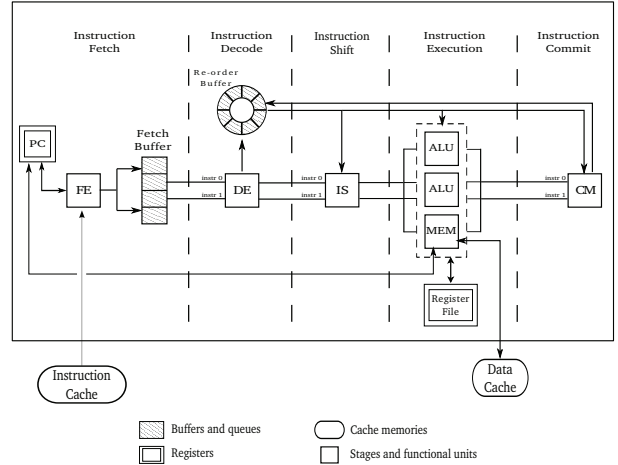 Instruction Fetch
Instruction Decode
Instruction Shift
Instruction Execution
Instruction Commit
Re-order
Buffer
PC
Fetch
Buffer
ALU
FE
instr 0
instr 1
DE
instr 0
instr 1
IS
ALU
instr 0
instr 1
CM
MEM
Register
File
Instruction
Cache
Data
Cache
Buffers and queues
Cache memories
Registers
Stages and functional units